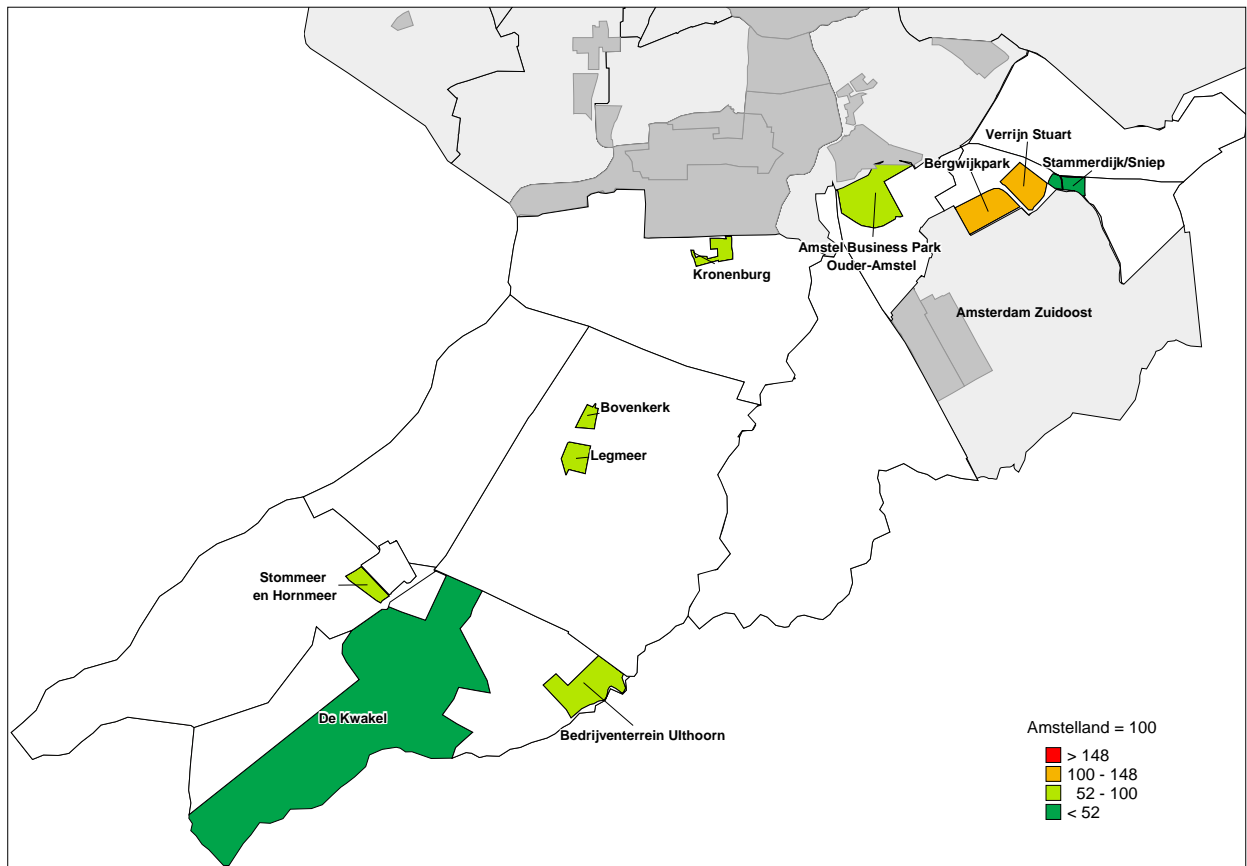 Verrijn Stuart
Bergwijkpark
Stammerdijk/Sniep
Amstel Business Park
Ouder-Amstel
Kronenburg
Amsterdam Zuidoost
Bovenkerk
Legmeer
Stommeer
en Hornmeer
De Kwakel
Bedrijventerrein UIthoorn
Amstelland = 100
> 148
100 - 148
52 - 100
< 52